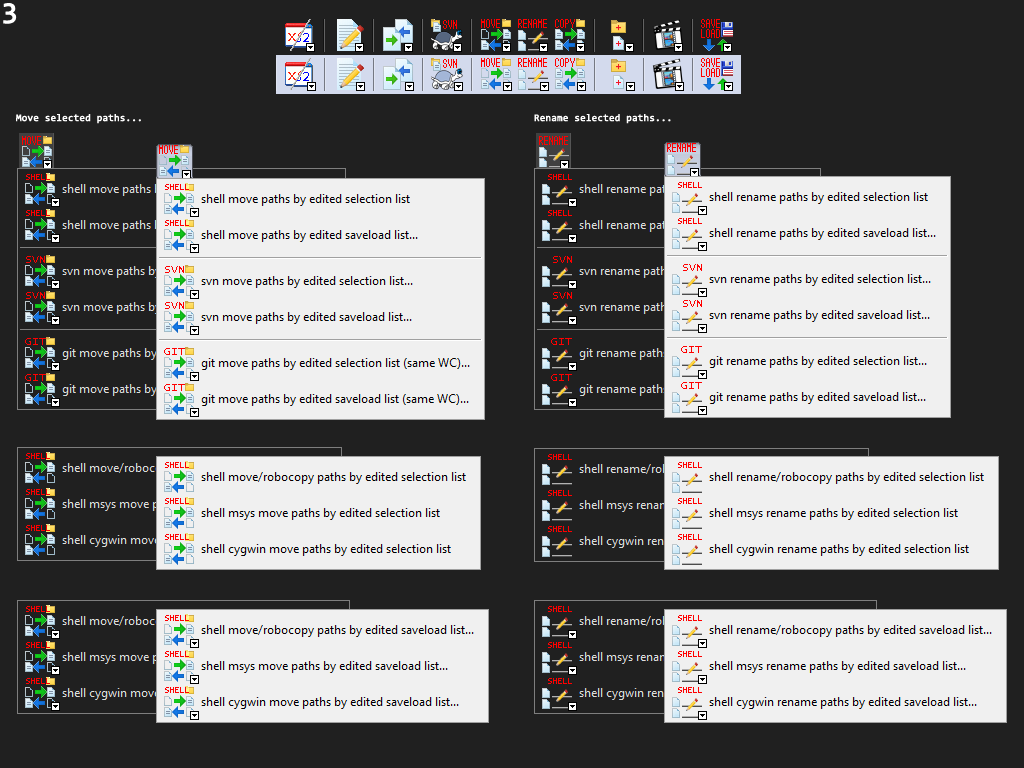 3
XS2 SVN MOVE RENAME COPY SAVE LOAD
XS2 SVN MOVE RENAME COPY SAVE LOAD
Move selected paths...
MOVE
MOVE
SHELL shell move paths
SHELL shell move paths by edited selection list
SHELL shell move paths
SHELL shell move paths by edited saveload list...
SVN svn move paths by
SVN svn move paths by edited selection list...
SVN svn move paths by
SVN svn move paths by edited saveload list...
GIT git move paths by
GIT git move paths by edited selection list (same WC)...
GIT git move paths by
GIT git move paths by edited saveload list (same WC)...
SHELL shell move/roboc
SHELL shell move/robocopy paths by edited selection list
SHELL shell msys move p
SHELL shell msys move paths by edited selection list
SHELL shell cygwin mov
SHELL shell cygwin move paths by edited selection list
SHELL shell move/roboc
SHELL shell move/robocopy paths by edited saveload list...
SHELL shell msys move p
SHELL shell msys move paths by edited saveload list...
SHELL shell cygwin mov
SHELL shell cygwin move paths by edited saveload list...
Rename selected paths...
RENAME
RENAME
SHELL shell rename pat
SHELL shell rename paths by edited selection list
SHELL shell rename pat
SHELL shell rename paths by edited saveload list...
SVN svn rename paths
SVN svn rename paths by edited selection list...
SVN svn rename paths
SVN svn rename paths by edited saveload list...
GIT git rename paths
GIT git rename paths by edited selection list...
GIT git rename paths
GIT git rename paths by edited saveload list...
SHELL shell rename/rol
SHELL shell rename/robocopy paths by edited selection list
SHELL shell msys renan
SHELL shell msys rename paths by edited selection list
SHELL shell cygwin ren
SHELL shell cygwin rename paths by edited selection list
SHELL shell rename/rol
SHELL shell rename/robocopy paths by edited saveload list...
SHELL shell msys renan
SHELL shell msys rename paths by edited saveload list...
SHELL shell cygwin ren
SHELL shell cygwin rename paths by edited saveload list...